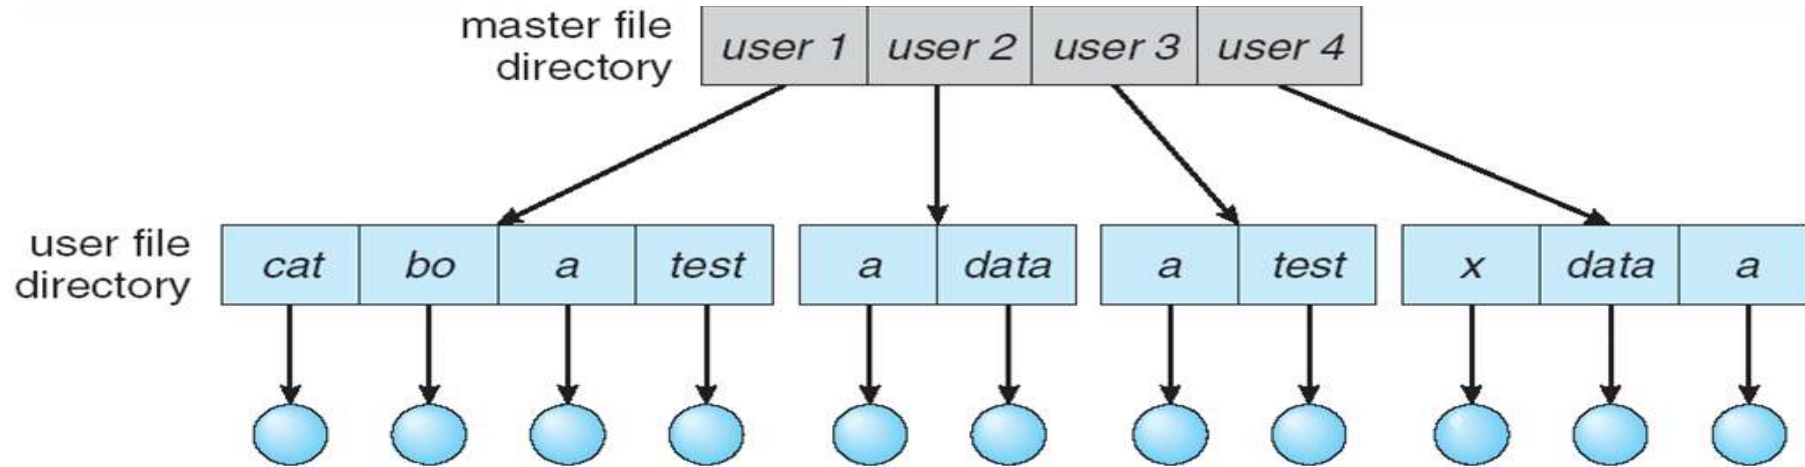 master file
directory
user 1 user 2 user 3 user 4
user file
directory
cat bo a test a data a test x data a